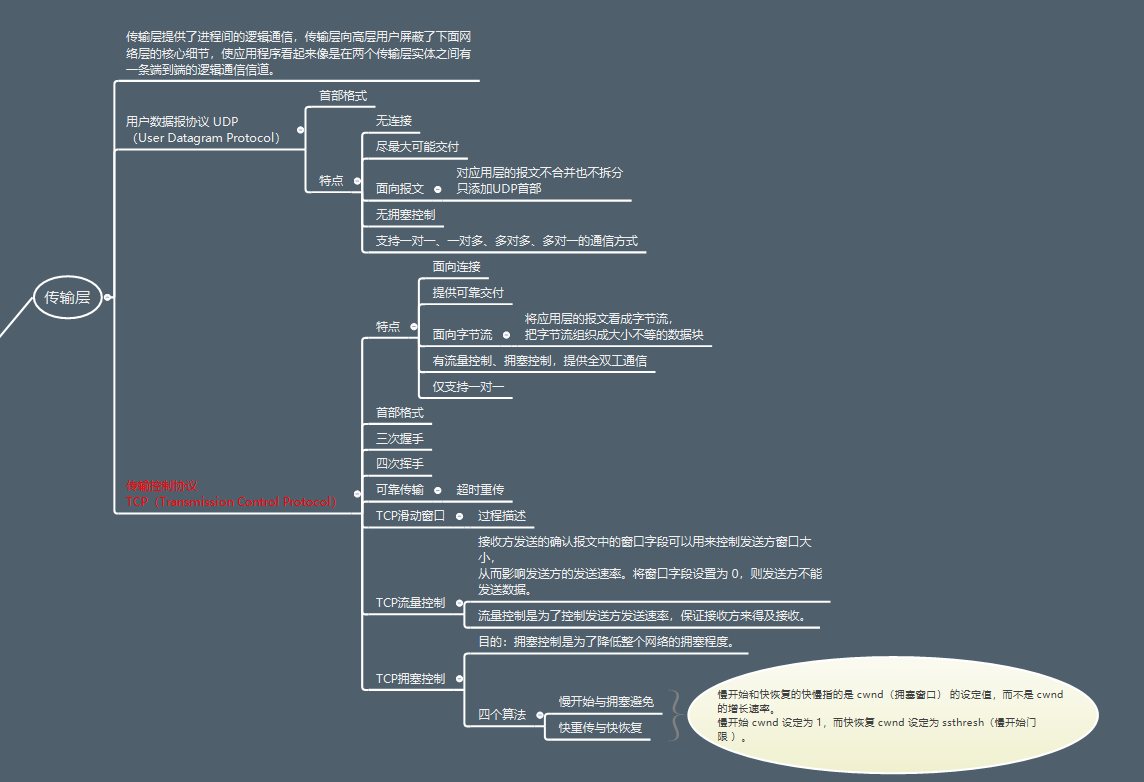 传输层提供了进程间的逻辑通信，传输层向高层用户屏蔽了下面网
络层的核心细节，使应用程序看起来像是在两个传输层实体之间有
一条端到端的逻辑通信信道。
首部格式
用户数据报协议 UDP
（User Datagram Protocol）
无连接
尽最大可能交付
对应用层的报文不合并也不拆分
特点
面向报文
只添加UDP首部
无拥塞控制
支持一对一、一对多、多对多、多对一的通信方式
面向连接
传输层
提供可靠交付
将应用层的报文看成字节流，
特点
面向字节流
把字节流组织成大小不等的数据块
有流量控制、拥塞控制，提供全双工通信
仅支持一对一
首部格式
三次握手
四次挥手
传输控制协议
TCP（Transmission Control Protocol）
可靠传输
超时重传
TCP滑动窗口
过程描述
接收方发送的确认报文中的窗口字段可以用来控制发送方窗口大
小，
从而影响发送方的发送速率。将窗口字段设置为 0，则发送方不能
发送数据。
TCP流量控制
流量控制是为了控制发送方发送速率，保证接收方来得及接收。
目的：拥塞控制是为了降低整个网络的拥塞程度。
TCP拥塞控制
四个算法
慢开始与拥塞避免
快重传与快恢复
慢开始和快恢复的快慢指的是 cwnd（拥塞窗口） 的设定值，而不是 cwnd
的增长速率。
慢开始 cwnd 设定为 1，而快恢复 cwnd 设定为 ssthresh（慢开始门
限 ）。